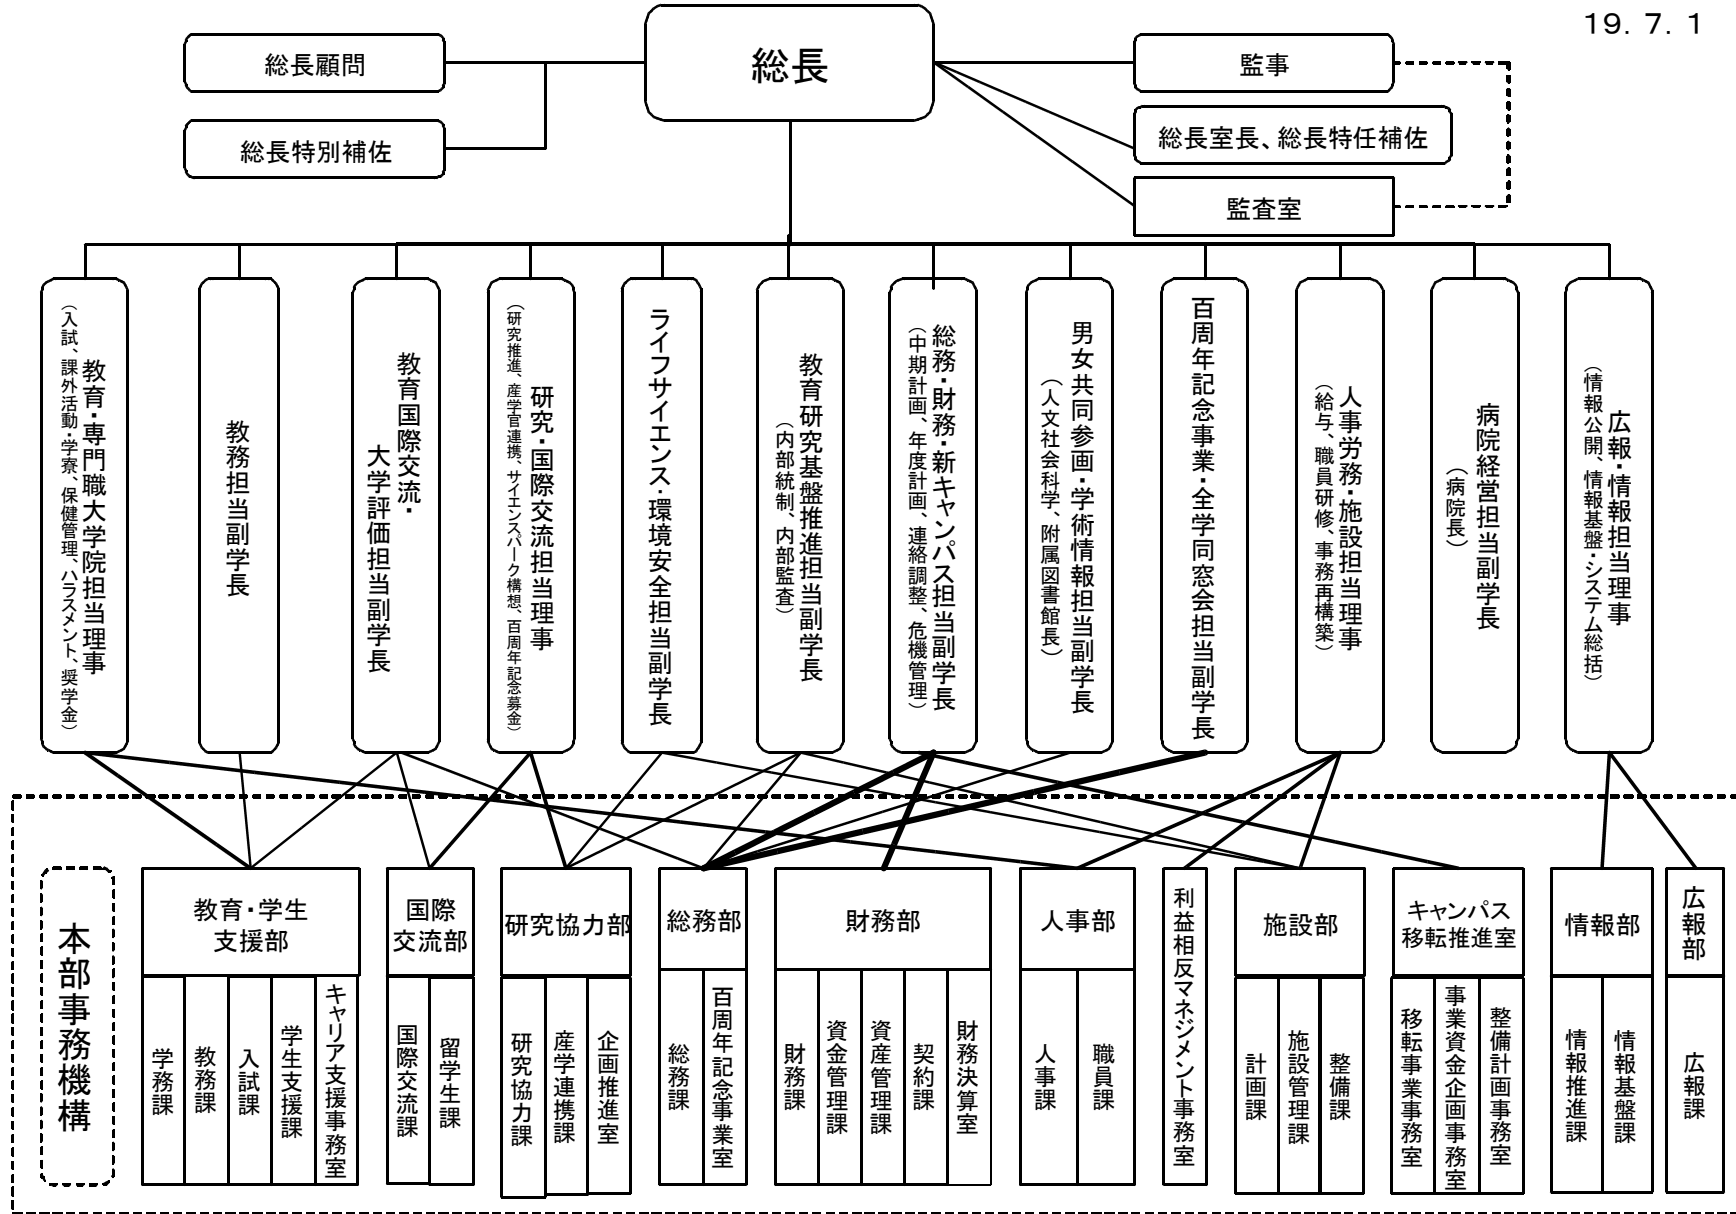 19．7．1
総長
総長顧問
総長特別補佐
監事
総長室長、総長特任補佐
監査室
教育・専門職大学院担当理事
（入試、課外活動・学寮、保健管理、ハラスメント、奨学金）
教務担当副学長
教育国際交流・
大学評価担当副学長
研究・国際交流担当理事
（研究推進、産学官連携、サイエンスパーク構想、百周年記念募金）
ライフサイエンス・環境安全担当副学長
教育研究基盤推進担当副学長
（内部統制、内部監査）
総務・財務・新キャンパス担当副学長
（中期計画、年度計画、連絡調整、危機管理）
男女共同参画・学術情報担当副学長
（人文社会科学、附属図書館長）
百周年記念事業・全学同窓会担当副学長
人事労務・施設担当理事
（給与、職員研修、事務再構築）
病院経営担当副学長
（病院長）
広報・情報担当理事
（情報公開、情報基盤・システム総括）
本部事務機構
教育・学生
支援部
学務課
教務課
入試課
学生支援課
キャリア支援事務室
国際
交流部
国際交流課
留学生課
研究協力部
研究協力課
産学連携課
企画推進室
総務部
総務課
百周年記念事業室
財務部
財務課
資金管理課
資産管理課
契約課
財務決算室
人事部
人事課
職員課
利益相反マネジメント事務室
施設部
計画課
施設管理課
整備課
キャンパス
移転推進室
移転事業事務室
事業資金企画事務室
整備計画事務室
情報部
情報推進課
情報基盤課
広報部
広報課